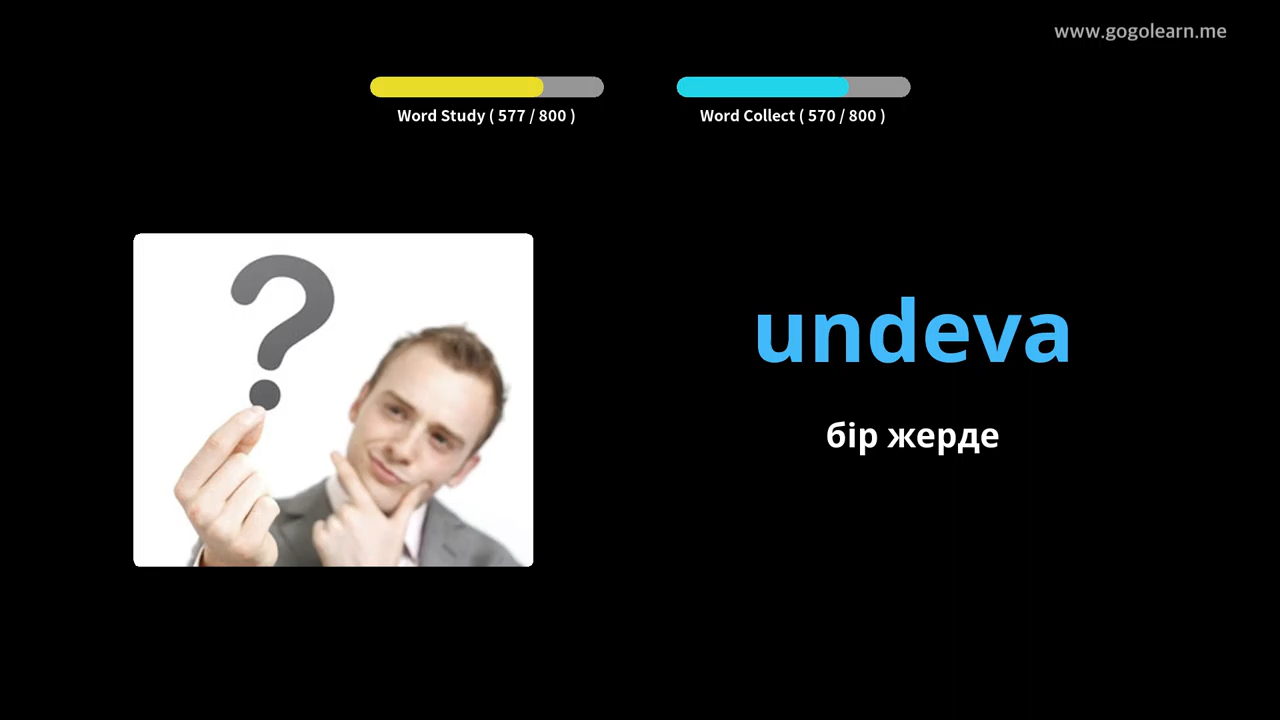 www.gogolearn.me
Word Study ( 577 / 800 )
Word Collect ( 570 / 800 )
undeva
бір жерде